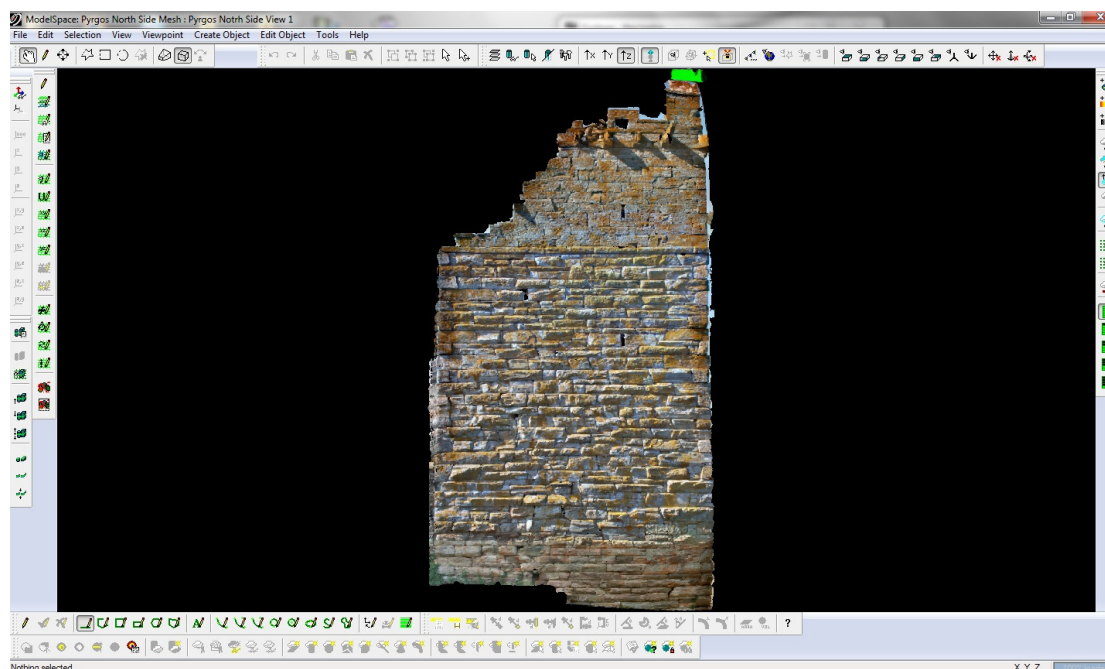 ModelSpace: Pyrgos North Side Mesh : Pyrgos Notrh Side View 1
File Edit Selection View Viewpoint Create Object Edit Object Tools Help
Nothing selected
X Y Z